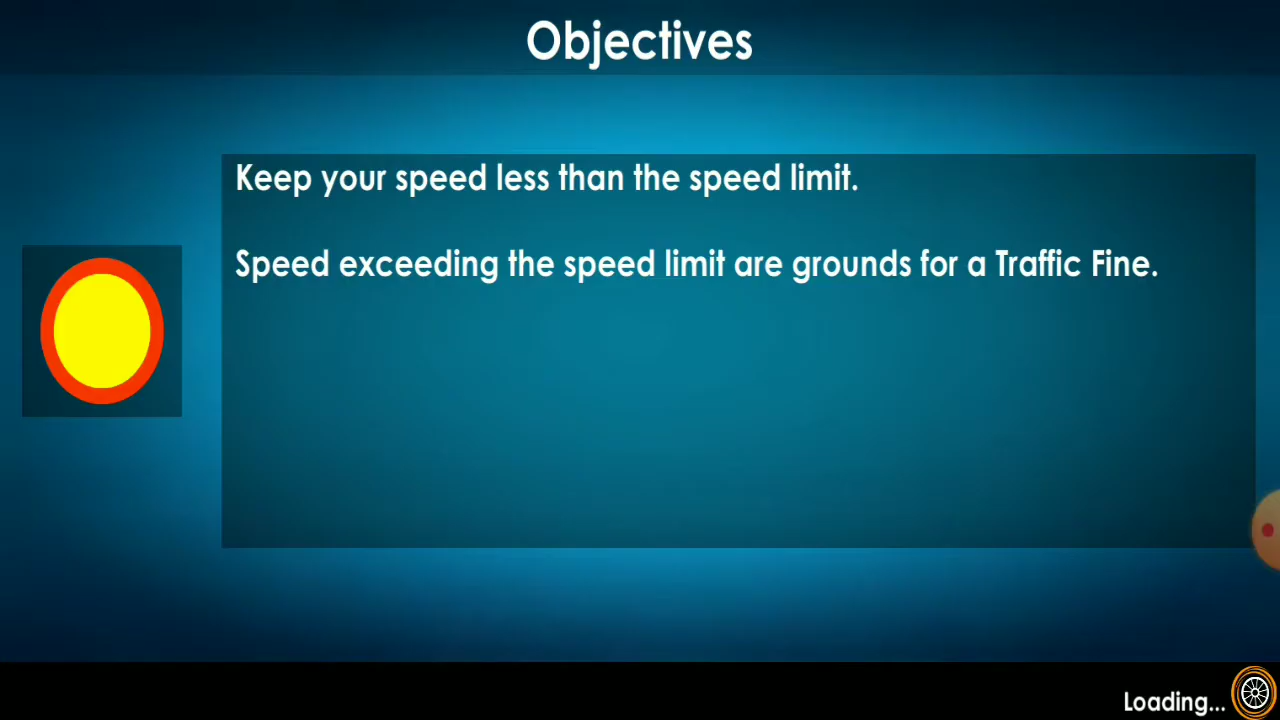 Objectives
Keep your speed less than the speed limit.
Speed exceeding the speed limit are grounds for a Traffic Fine.
Loading...